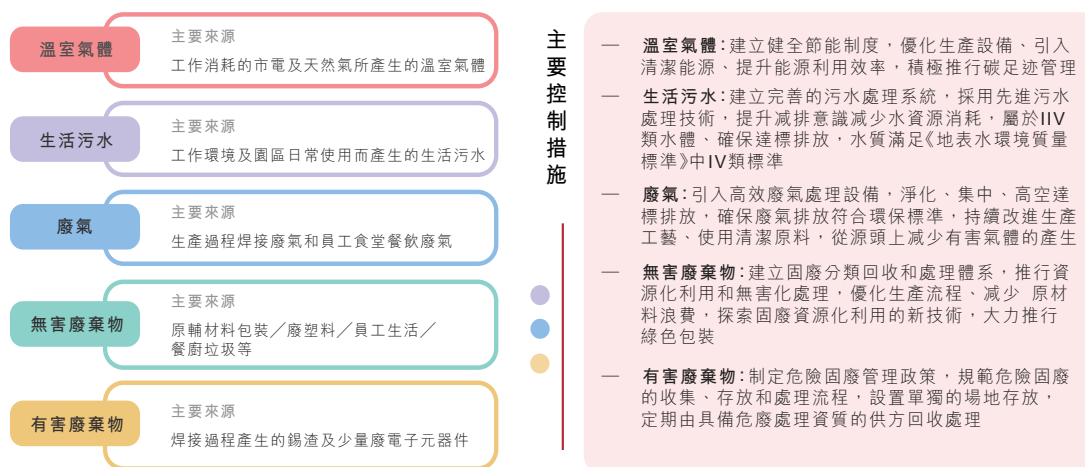 溫室氣體
主要來源
工作消耗的市電及天然氣所產生的溫室氣體
生活污水
主要來源
工作環境及園區日常使用而產生的生活污水
廢氣
主要來源
生產過程焊接廢氣和員工食堂餐飲廢氣
無害廢棄物
主要來源
原輔材料包裝／廢塑料／員工生活／
餐廚垃圾等
有害廢棄物
主要來源
焊接過程產生的錫渣及少量廢電子元器件
主要控制措施
— 溫室氣體：建立健全節能制度，優化生產設備、引入
清潔能源、提升能源利用效率，積極推行碳足迹管理
— 生活污水：建立完善的污水處理系統，採用先進污水
處理技術，提升减排意識减少水資源消耗，屬於IIV
類水體、確保達標排放，水質滿足《地表水環境質量
標準》中IV類標準
— 廢氣：引入高效廢氣處理設備，淨化、集中、高空達
標排放，確保廢氣排放符合環保標準，持續改進生產
工藝、使用清潔原料，從源頭上减少有害氣體的產生
— 無害廢棄物：建立固廢分類回收和處理體系，推行資
源化利用和無害化處理，優化生產流程、减少 原材
料浪費，探索固廢資源化利用的新技術，大力推行
綠色包裝
— 有害廢棄物：制定危險固廢管理政策，規範危險固廢
的收集、存放和處理流程，設置單獨的場地存放，
定期由具備危廢處理資質的供方回收處理